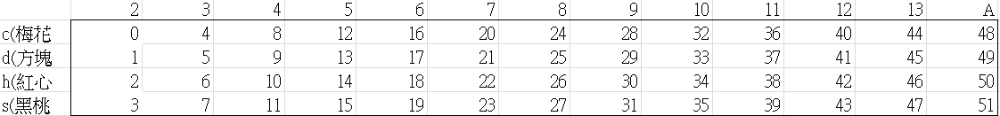 2 3 4 5 6 7 8 9 10 11 12 13 A
c(梅花 0 4 8 12 16 20 24 28 32 36 40 44 48
d(方塊 1 5 9 13 17 21 25 29 33 37 41 45 49
h(紅心 2 6 10 14 18 22 26 30 34 38 42 46 50
s(黑桃 3 7 11 15 19 23 27 31 35 39 43 47 51